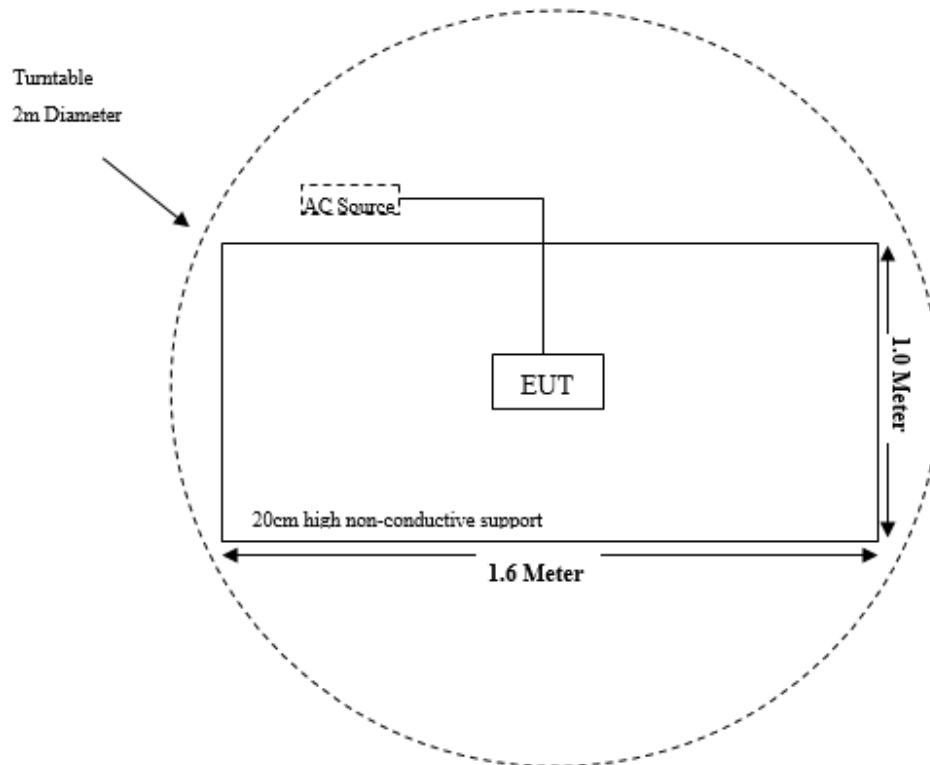 Turntable
2m Diameter
AC Source
EUT
1.0 Meter
20cm high non-conductive support
1.6 Meter